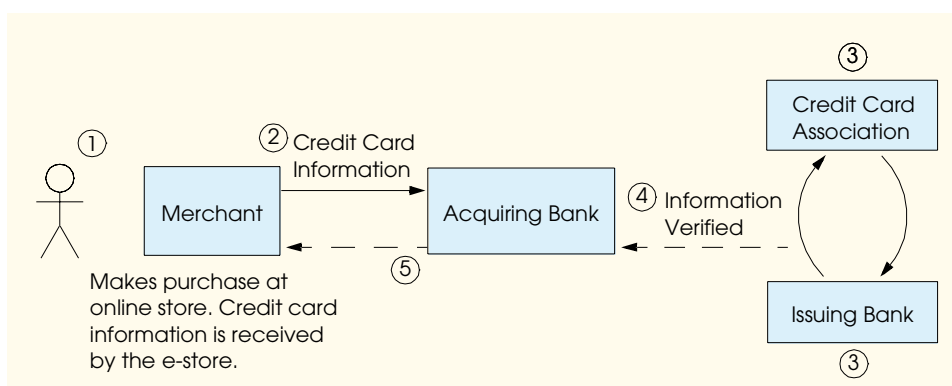 3
Credit Card
Association
1
2
Credit Card
Information
Merchant
Acquiring Bank
4
Information
Verified
5
Makes purchase at
online store. Credit card
information is received
by the e-store.
Issuing Bank
3